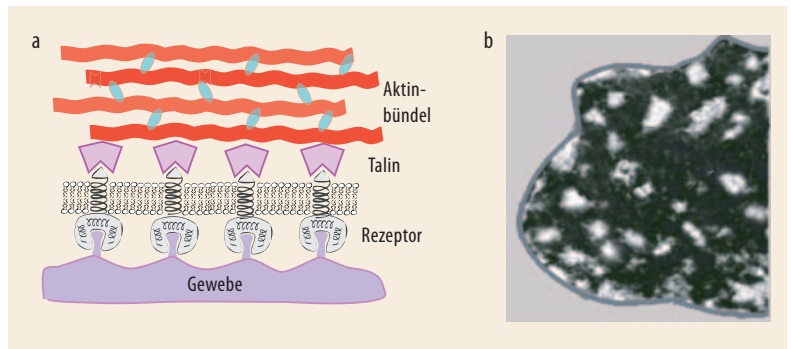 a
Aktin-
bündel
Talin
Rezeptor
Gewebe
b